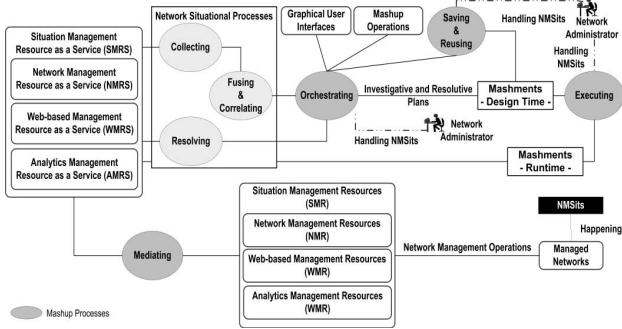 Network Situational Processes
Graphical User
Interfaces
Mashup
Operations
Saving
&
Reusing
Handling NMSits
Network
Administrator
Handling
NMSits
Situation Management
Resource as a Service (SMRS)
Network Management
Resource as a Service (NMRS)
Web-based Management
Resource as a Service (WMRS)
Analytics Management
Resource as a Service (AMRS)
Collecting
Fusing
&
Correlating
Resolving
Orchestrating
Investigative and Resolutive
Plans
Mashments
- Design Time -
Executing
Handling NMSits
Network
Administrator
Mashments
- Runtime -
Mediating
Situation Management Resources
(SMR)
Network Management Resources
(NMR)
Web-based Management Resources
(WMR)
Analytics Management Resources
(WMR)
Network Management Operations
NMSits
Happening
Managed
Networks
Mashup Processes